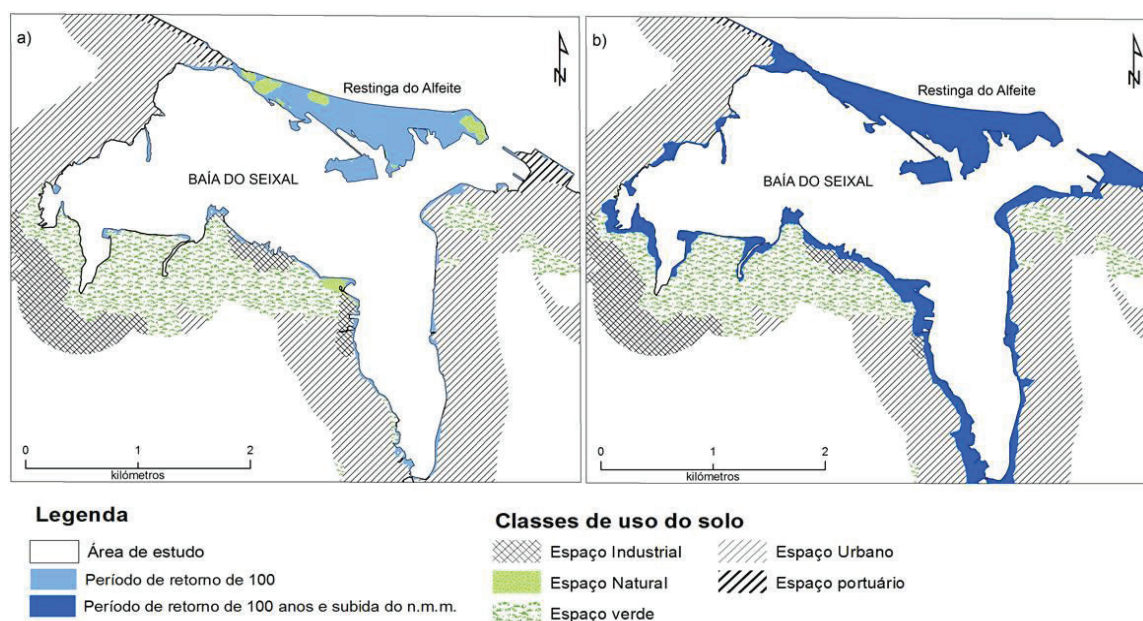 a)
N
Restinga do Alfeite
BAÍA DO SEIXAL
0 1 2
kilómetros
b)
N
Restinga do Alfeite
BAÍA DO SEIXAL
0 1 2
kilómetros
Legenda
Área de estudo
Período de retorno de 100
Período de retorno de 100 anos e subida do n.m.m.
Classes de uso do solo
Espaço Industrial
Espaço Natural
Espaço verde
Espaço Urbano
Espaço portuário